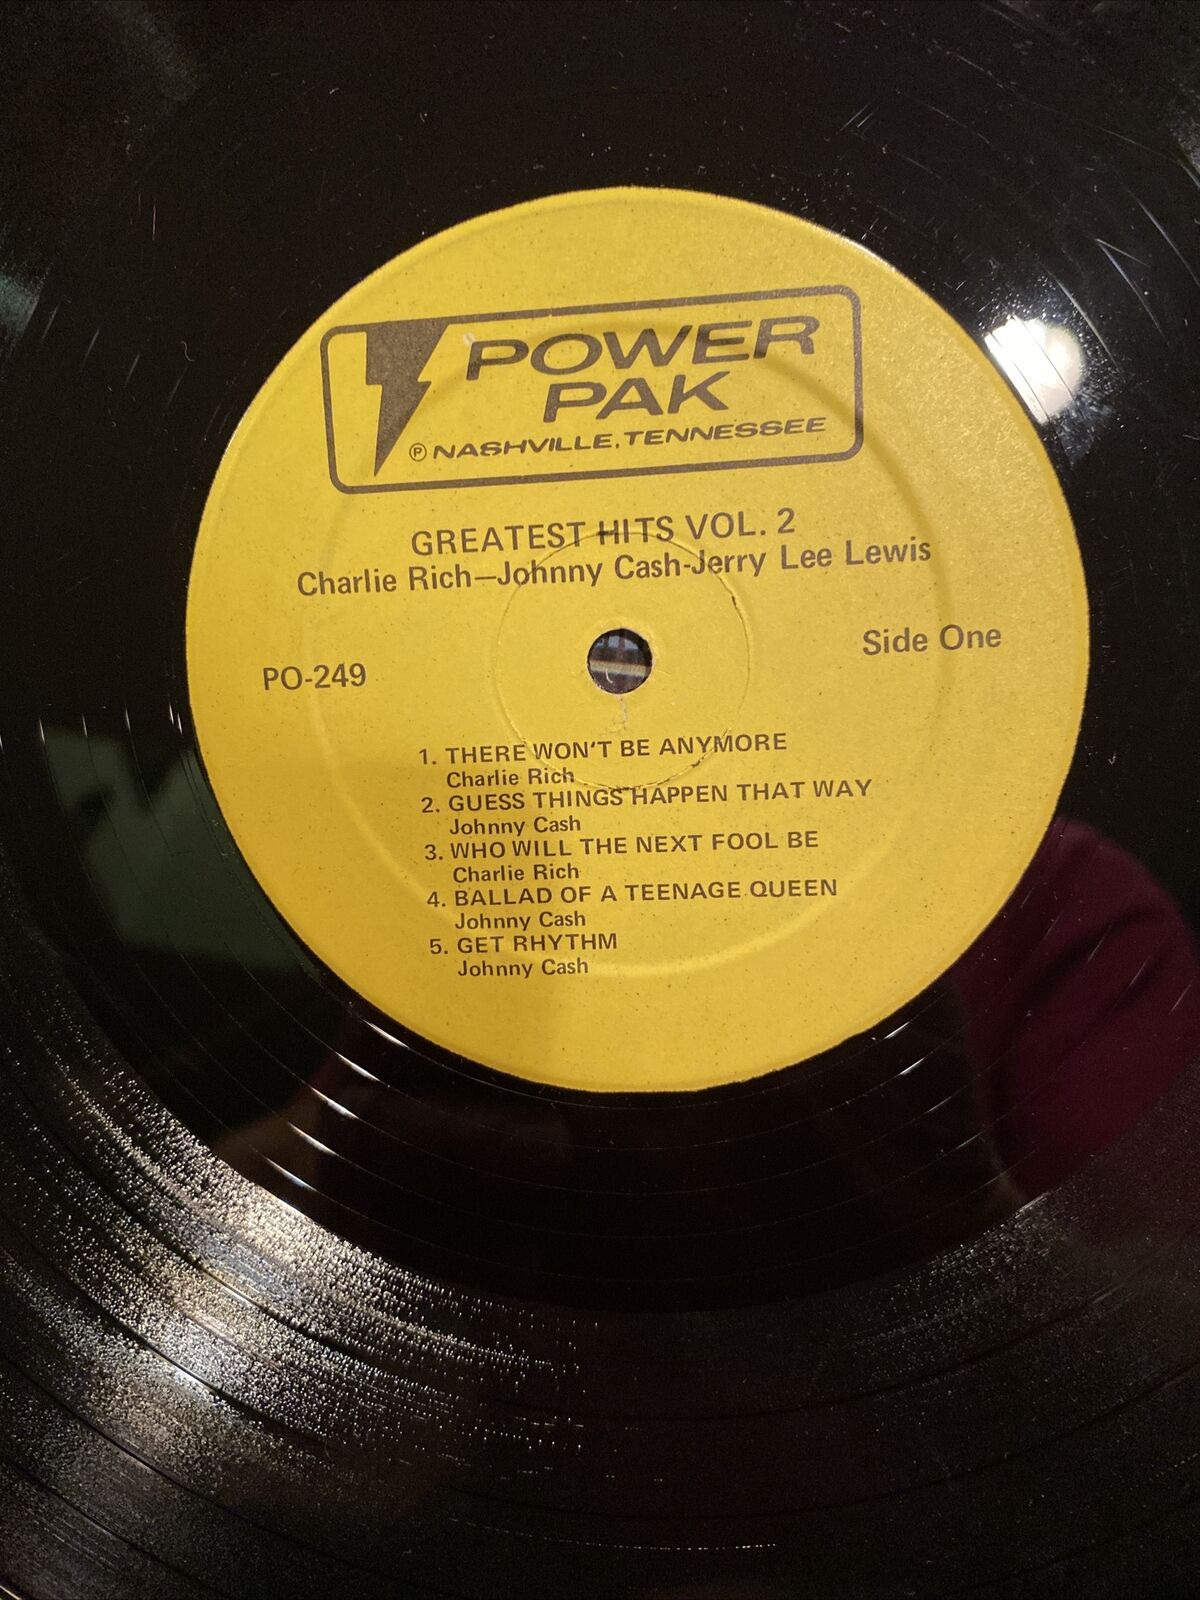 POWER
PAK
℗ NASHVILLE, TENNESSEE
GREATEST HITS VOL. 2
Charlie Rich—Johnny Cash-Jerry Lee Lewis
Side One
PO-249
1. THERE WON'T BE ANYMORE
Charlie Rich
2. GUESS THINGS HAPPEN THAT WAY
Johnny Cash
3. WHO WILL THE NEXT FOOL BE
Charlie Rich
4. BALLAD OF A TEENAGE QUEEN
Johnny Cash
5. GET RHYTHM
Johnny Cash